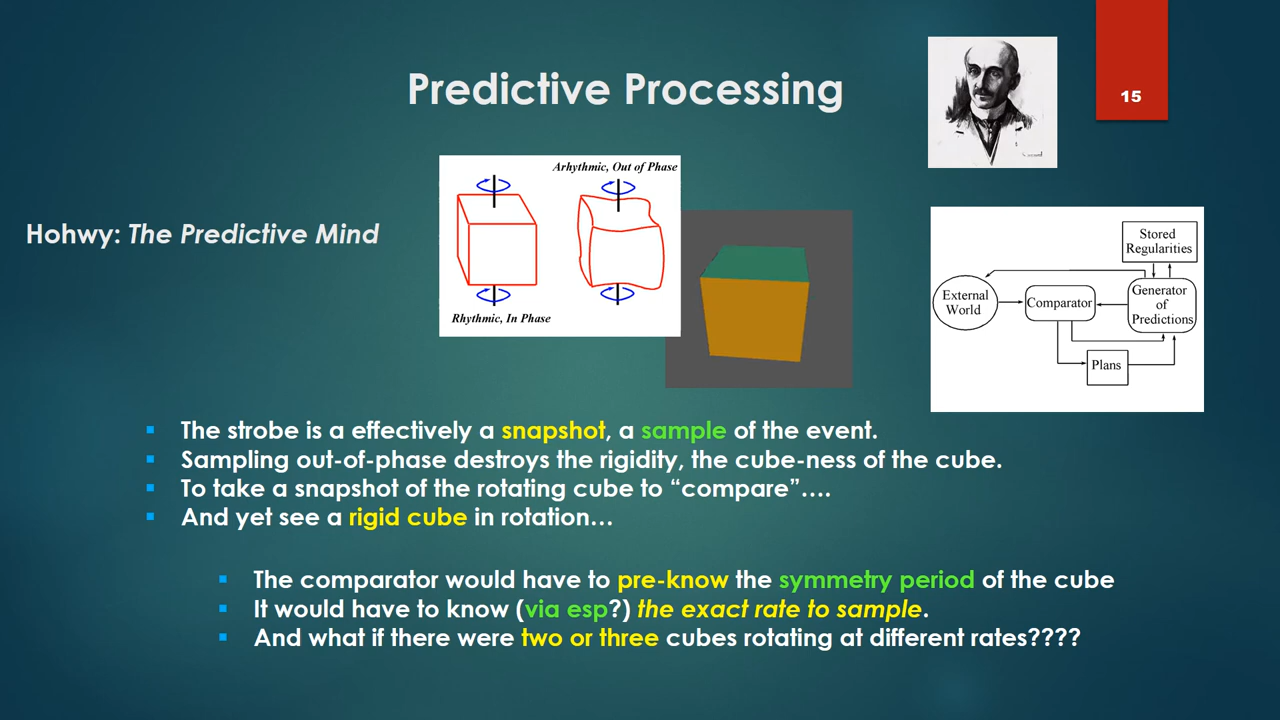 Predictive Processing
15
Hohwy: The Predictive Mind
Arhythmic, Out of Phase
Rhythmic, In Phase
Stored
Regularities
External
World
Comparator
Generator
of
Predictions
Plans
The strobe is a effectively a snapshot, a sample of the event.
Sampling out-of-phase destroys the rigidity, the cube-ness of the cube.
To take a snapshot of the rotating cube to “compare”….
And yet see a rigid cube in rotation…
The comparator would have to pre-know the symmetry period of the cube
It would have to know (via esp?) the exact rate to sample.
And what if there were two or three cubes rotating at different rates????